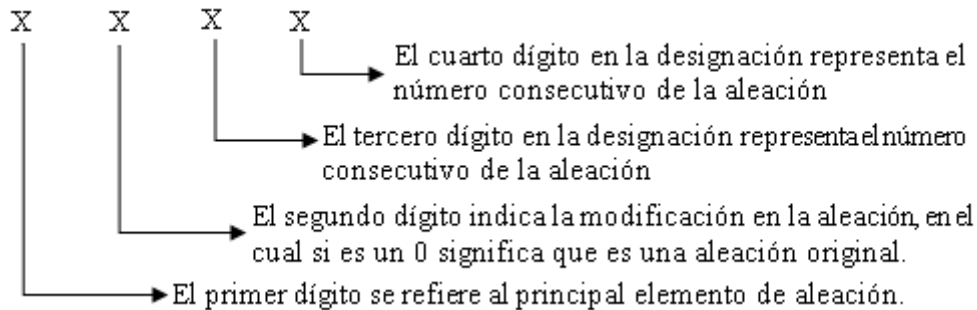 X X X X
El cuarto dígito en la designación representa el
número consecutivo de la aleación
El tercero dígito en la designación representa el número
consecutivo de la aleación
El segundo dígito indica la modificación en la aleación, en el
cual si es un 0 significa que es una aleación original.
El primer dígito se refiere al principal elemento de aleación.